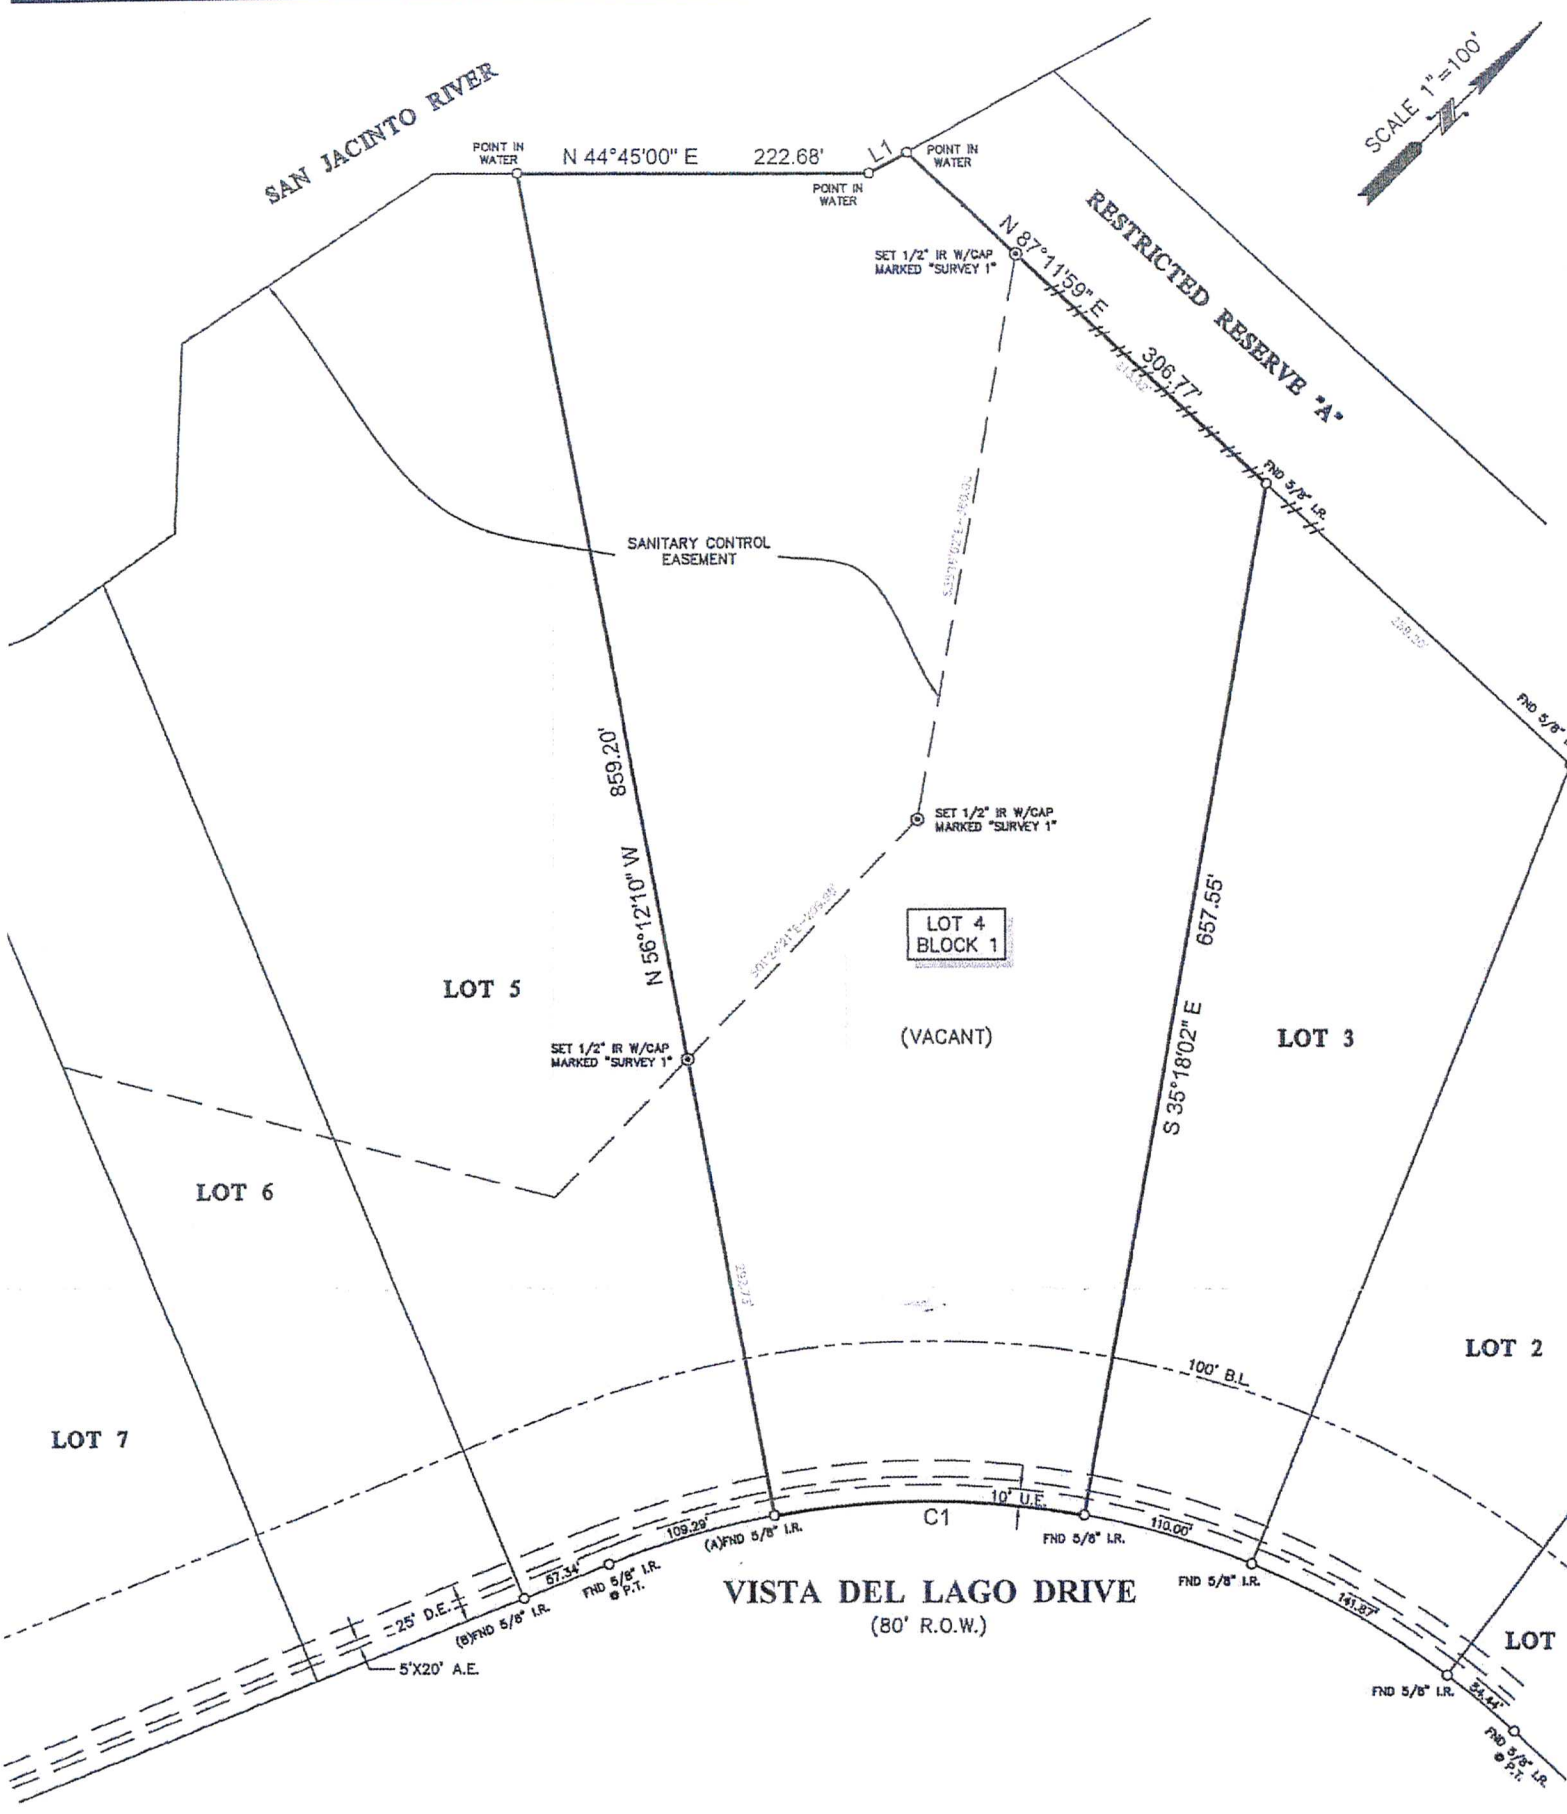 SCALE 1"=100'
N
SAN JACINTO RIVER
POINT IN
WATER
N 44°45'00" E
222.68'
L1
POINT IN
WATER
POINT IN
WATER
RESTRICTED RESERVE "A"
SET 1/2" IR W/CAP
MARKED "SURVEY 1"
N 87°11'59" E
306.77'
FND 5/8" I.R.
SANITARY CONTROL
EASEMENT
FND 5/8"
859.20'
N 56°12'10" W
SET 1/2" IR W/CAP
MARKED "SURVEY 1"
657.55'
S 35°18'02" E
LOT 4
BLOCK 1
(VACANT)
LOT 5
LOT 3
SET 1/2" IR W/CAP
MARKED "SURVEY 1"
LOT 6
292.73'
LOT 2
100' B.L.
LOT 7
10' U.E.
C1
109.29'
(A)FND 5/8" I.R.
FND 5/8" I.R.
110.00'
57.34'
FND 5/8" I.R.
@ P.T.
FND 5/8" I.R.
VISTA DEL LAGO DRIVE
(80' R.O.W.)
141.87'
25' D.E.
(B)FND 5/8" I.R.
LOT
5'X20' A.E.
FND 5/8" I.R.
54.44'
FND 5/8" I.R.
@ P.T.